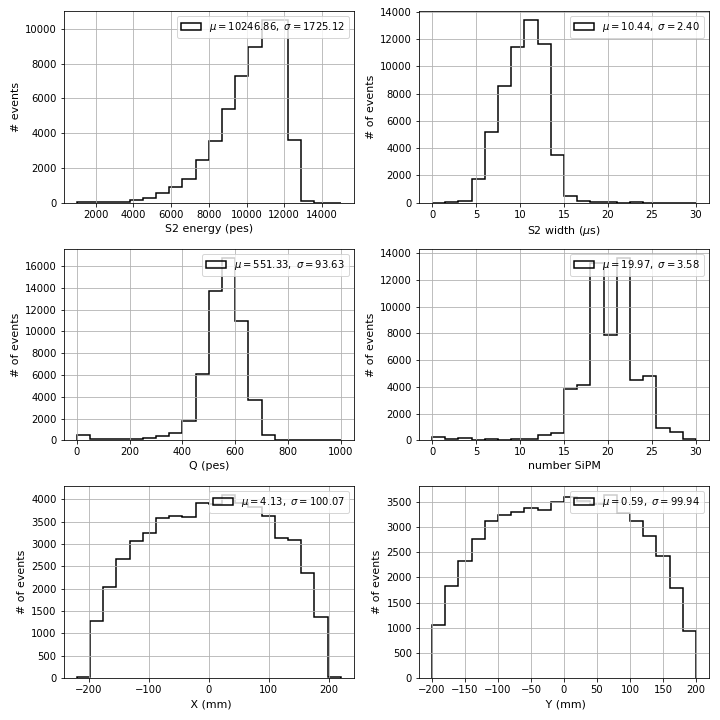 10000
8000
6000
4000
2000
0
# events
μ = 10246.86, σ = 1725.12
2000 4000 6000 8000 10000 12000 14000
S2 energy (pes)
14000
12000
10000
8000
6000
4000
2000
0
# of events
μ = 10.44, σ = 2.40
0 5 10 15 20 25 30
S2 width (μs)
16000
14000
12000
10000
8000
6000
4000
2000
0
# of events
μ = 551.33, σ = 93.63
0 200 400 600 800 1000
Q (pes)
14000
12000
10000
8000
6000
4000
2000
0
# of events
μ = 19.97, σ = 3.58
0 5 10 15 20 25 30
number SiPM
4000
3500
3000
2500
2000
1500
1000
500
0
# of events
μ = 4.13, σ = 100.07
−200 −100 0 100 200
X (mm)
3500
3000
2500
2000
1500
1000
500
0
# of events
μ = 0.59, σ = 99.94
−200 −150 −100 −50 0 50 100 150 200
Y (mm)